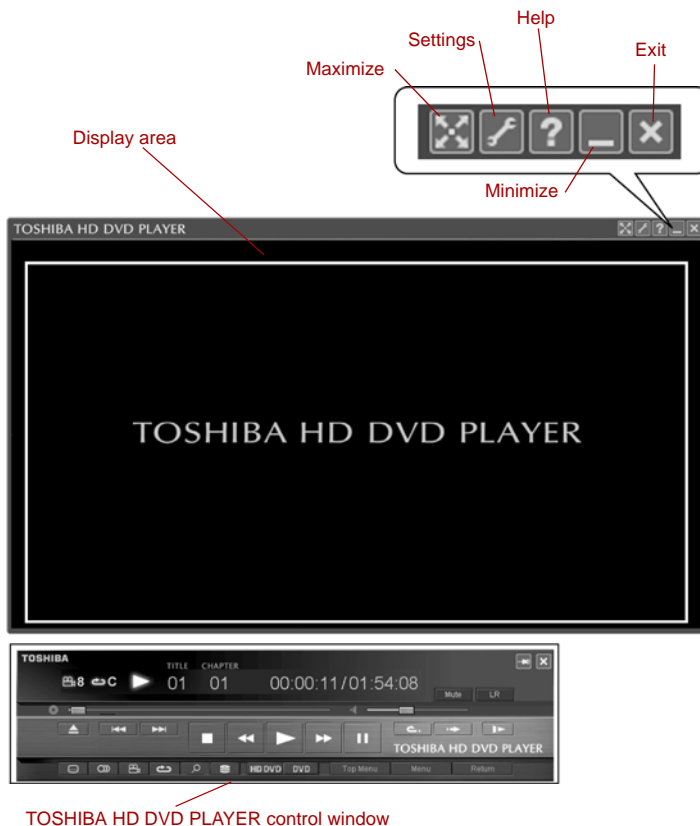 Help
Settings
Exit
Maximize
Display area
Minimize
TOSHIBA HD DVD PLAYER
TOSHIBA HD DVD PLAYER
TOSHIBA
TITLE CHAPTER
8 C 01 01 00:00:11/01:54:08
Mute LR
TOSHIBA HD DVD PLAYER
HD DVD DVD Top Menu Menu Return
TOSHIBA HD DVD PLAYER control window